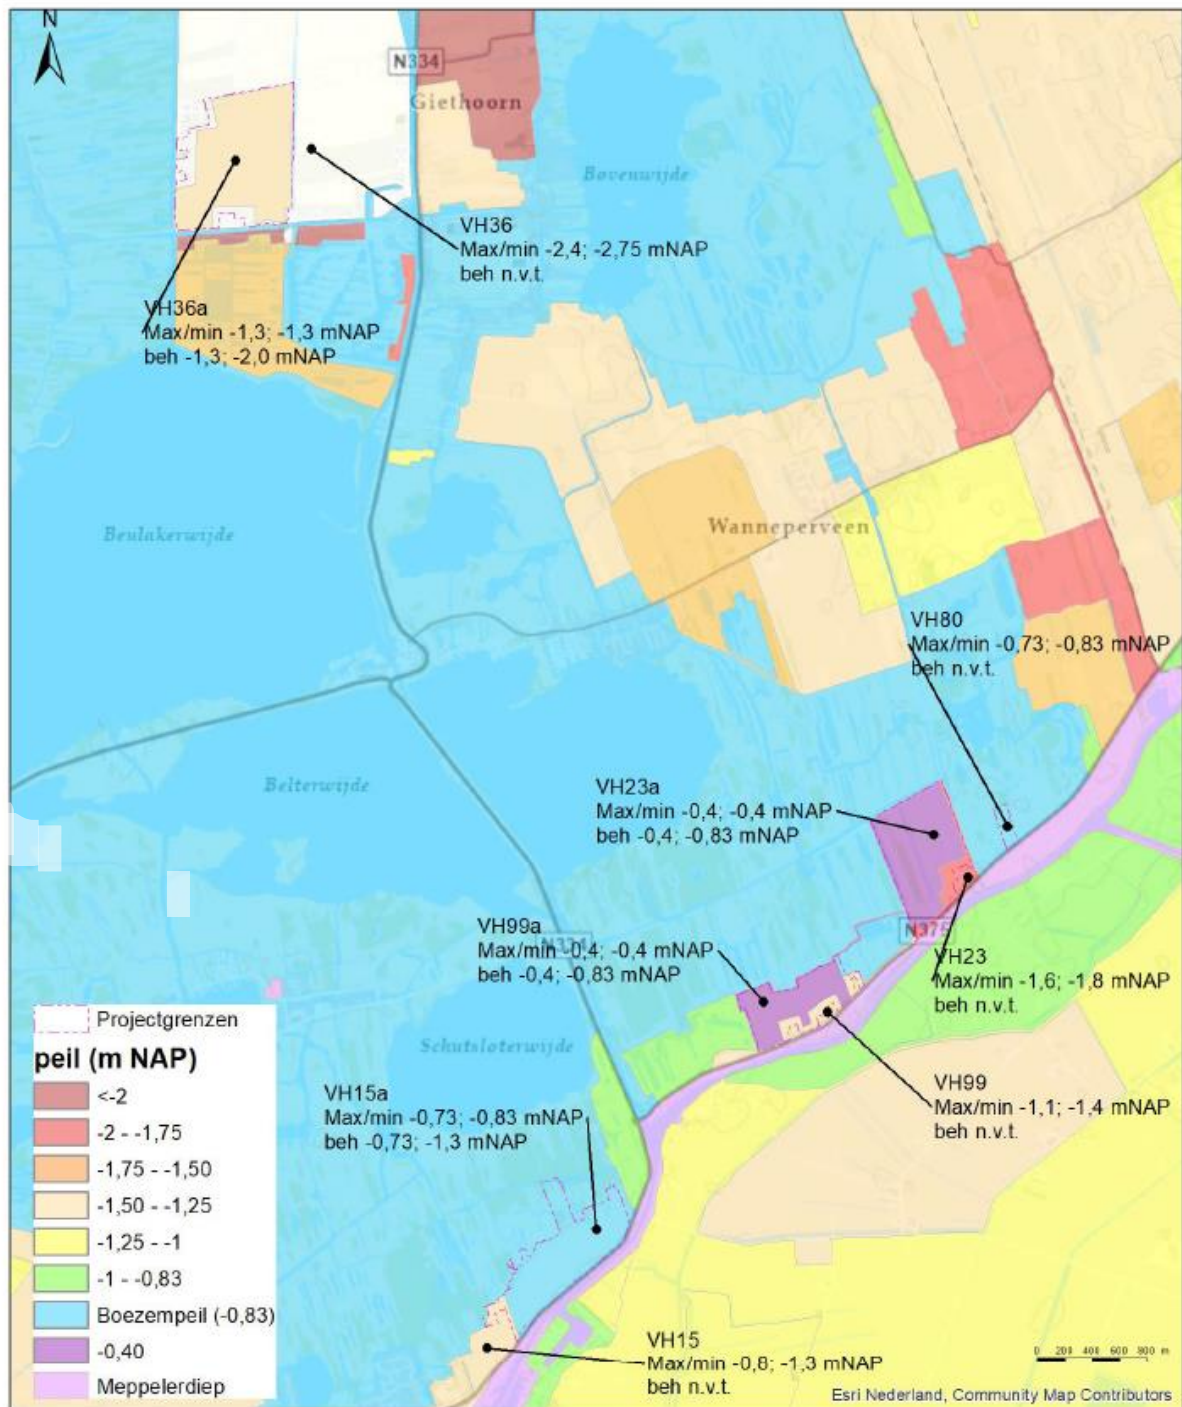 N
N334
Giethoorn
Bovenwijde
VH36
Max/min -2,4; -2,75 mNAP
beh n.v.t.
VH36a
Max/min -1,3; -1,3 mNAP
beh -1,3; -2,0 mNAP
Beulakerwijde
Wanneperveen
VH80
Max/min -0,73; -0,83 mNAP
beh n.v.t.
Belterwijde
VH23a
Max/min -0,4; -0,4 mNAP
beh -0,4; -0,83 mNAP
VH99a
Max/min -0,4; -0,4 mNAP
beh -0,4; -0,83 mNAP
N334
N375
VH23
Max/min -1,6; -1,8 mNAP
beh n.v.t.
Schutsloterwijde
VH99
Max/min -1,1; -1,4 mNAP
beh n.v.t.
VH15a
Max/min -0,73; -0,83 mNAP
beh -0,73; -1,3 mNAP
VH15
Max/min -0,8; -1,3 mNAP
beh n.v.t.
Projectgrenzen
peil (m NAP)
<-2
-2 - -1,75
-1,75 - -1,50
-1,50 - -1,25
-1,25 - -1
-1 - -0,83
Boezempeil (-0,83)
-0,40
Meppelerdiep
0 200 400 600 800 m
Esri Nederland, Community Map Contributors